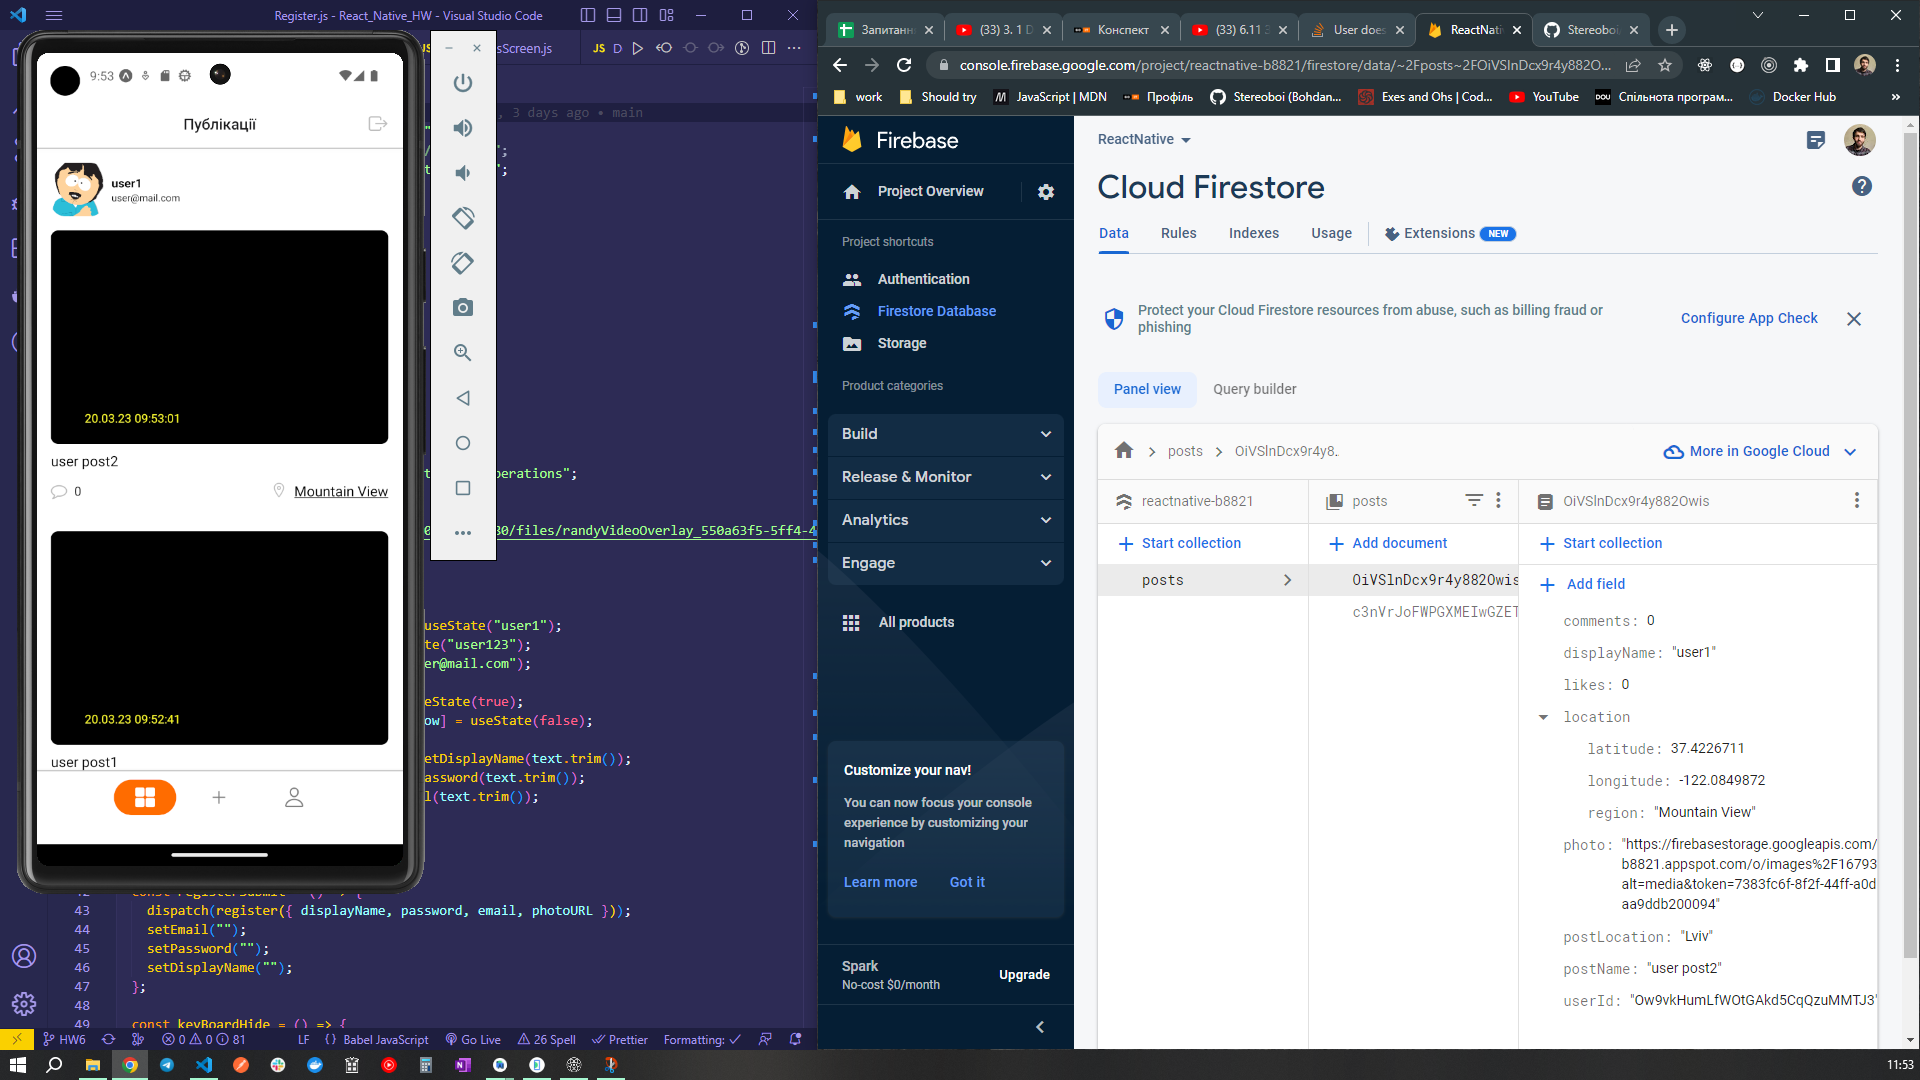 Register.js - React_Native_HW - Visual Studio Code
sScreen.js
JS
D
, 3 days ago • main
";
";
erations";
30/files/randyVideoOverlay_550a63f5-5ff4-4
useState("user1");
te("user123");
er@mail.com");
eState(true);
ow] = useState(false);
etDisplayName(text.trim());
assword(text.trim());
l(text.trim());
43 dispatch(register({ displayName, password, email, photoURL }));
44 setEmail("");
45 setPassword("");
46 setDisplayName("");
47 };
48
49 const keyBoardHide = () => {
HW6
0 0 81
LF
{ } Babel JavaScript
Go Live
26 Spell
Prettier
Formatting:
9:53
Публікації
user1
user@mail.com
20.03.23 09:53:01
user post2
0
Mountain View
20.03.23 09:52:41
user post1
Запитанн
(33) 3. 1 D
Конспект
(33) 6.11 З
User does
ReactNati
Stereoboi
console.firebase.google.com/project/reactnative-b8821/firestore/data/~2Fposts~2FOiVSlnDcx9r4y882O...
work
Should try
JavaScript | MDN
Профіль
Stereoboi (Bohdan...
Exes and Ohs | Cod...
YouTube
DOU
Спільнота програм...
Docker Hub
»
Firebase
Project Overview
Project shortcuts
Authentication
Firestore Database
Storage
Product categories
Build
Release & Monitor
Analytics
Engage
All products
Customize your nav!
You can now focus your console
experience by customizing your
navigation
Learn more
Got it
Spark
No-cost $0/month
Upgrade
ReactNative
Cloud Firestore
Data
Rules
Indexes
Usage
Extensions
NEW
Protect your Cloud Firestore resources from abuse, such as billing fraud or
phishing
Configure App Check
Panel view
Query builder
posts
OiVSlnDcx9r4y8..
More in Google Cloud
reactnative-b8821
Start collection
posts
posts
Add document
OiVSlnDcx9r4y882Owis
c3nVrJoFWPGXMEIwGZET
OiVSlnDcx9r4y882Owis
Start collection
Add field
comments: 0
displayName: "user1"
likes: 0
location
latitude: 37.4226711
longitude: -122.0849872
region: "Mountain View"
photo: "https://firebasestorage.googleapis.com/
b8821.appspot.com/o/images%2F16793
alt=media&token=7383fc6f-8f2f-44ff-a0d
aa9ddb200094"
postLocation: "Lviv"
postName: "user post2"
userId: "Ow9vkHumLfWOtGAkd5CqQzuMMTJ3"
11:53